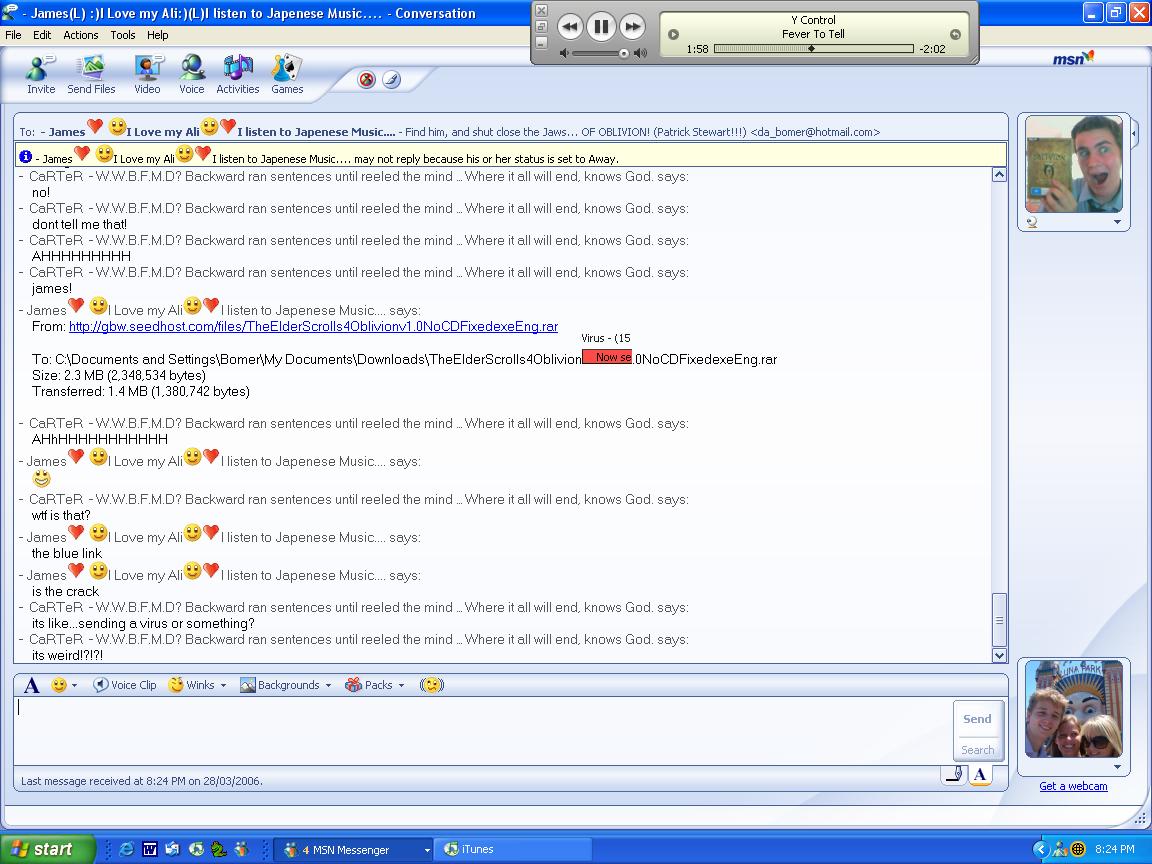 - James(L) :)I Love my Ali:)(L)I listen to Japenese Music.... - Conversation
Y Control
Fever To Tell
1:58
-2:02
File Edit Actions Tools Help
msn
Invite Send Files Video Voice Activities Games
To: - James I Love my Ali I listen to Japenese Music.... - Find him, and shut close the Jaws... OF OBLIVION! (Patrick Stewart!!!) <da_bomer@hotmail.com>
- James I Love my Ali I listen to Japenese Music.... may not reply because his or her status is set to Away.
- CaRTeR - W.W.B.F.M.D? Backward ran sentences until reeled the mind ... Where it all will end, knows God. says:
no!
- CaRTeR - W.W.B.F.M.D? Backward ran sentences until reeled the mind ... Where it all will end, knows God. says:
dont tell me that!
- CaRTeR - W.W.B.F.M.D? Backward ran sentences until reeled the mind ... Where it all will end, knows God. says:
AHHHHHHHHH
- CaRTeR - W.W.B.F.M.D? Backward ran sentences until reeled the mind ... Where it all will end, knows God. says:
james!
- James I Love my Ali I listen to Japenese Music.... says:
From: http://gbw.seedhost.com/files/TheElderScrolls4Oblivionv1.0NoCDFixedexeEng.rar
Virus - (15
To: C:\Documents and Settings\Bomer\My Documents\Downloads\TheElderScrolls4Oblivion Now se .0NoCDFixedexeEng.rar
Size: 2.3 MB (2,348,534 bytes)
Transferred: 1.4 MB (1,380,742 bytes)
- CaRTeR - W.W.B.F.M.D? Backward ran sentences until reeled the mind ... Where it all will end, knows God. says:
AHhHHHHHHHHHH
- James I Love my Ali I listen to Japenese Music.... says:
- CaRTeR - W.W.B.F.M.D? Backward ran sentences until reeled the mind ... Where it all will end, knows God. says:
wtf is that?
- James I Love my Ali I listen to Japenese Music.... says:
the blue link
- James I Love my Ali I listen to Japenese Music.... says:
is the crack
- CaRTeR - W.W.B.F.M.D? Backward ran sentences until reeled the mind ... Where it all will end, knows God. says:
its like...sending a virus or something?
- CaRTeR - W.W.B.F.M.D? Backward ran sentences until reeled the mind ... Where it all will end, knows God. says:
its weird!?!?!
A Voice Clip Winks Backgrounds Packs
Send
Search
Last message received at 8:24 PM on 28/03/2006.
A
OBLIVION
LUNA PARK
Get a webcam
start
4 MSN Messenger
iTunes
8:24 PM